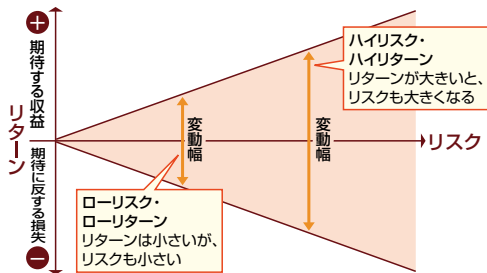 ＋
期待する収益
リターン
期待に反する損失
－
ハイリスク・
ハイリターン
リターンが大きいと、
リスクも大きくなる
変動幅
変動幅
リスク
ローリスク・
ローリターン
リターンは小さいが、
リスクも小さい